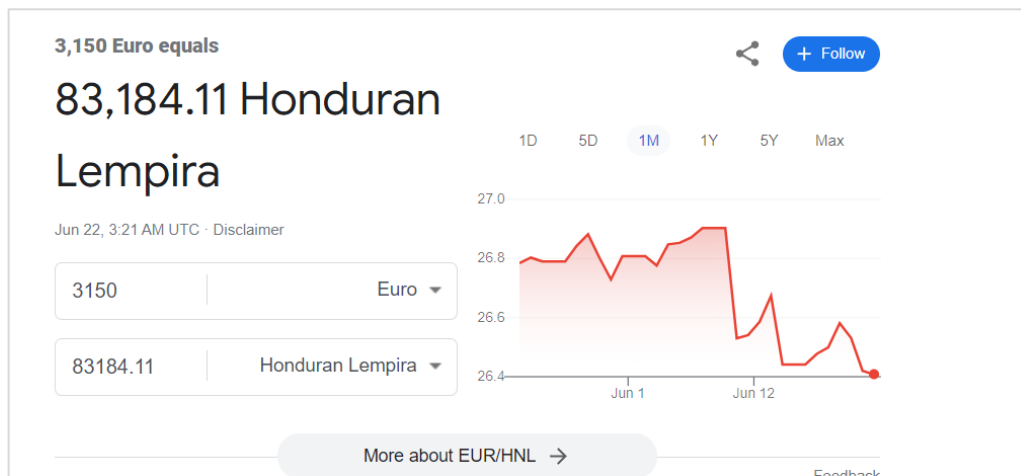 3,150 Euro equals
83,184.11 Honduran
Lempira
Jun 22, 3:21 AM UTC · Disclaimer
3150 Euro
83184.11 Honduran Lempira
+ Follow
1D 5D 1M 1Y 5Y Max
27.0
26.8
26.6
26.4
Jun 1 Jun 12
More about EUR/HNL →
Feedback